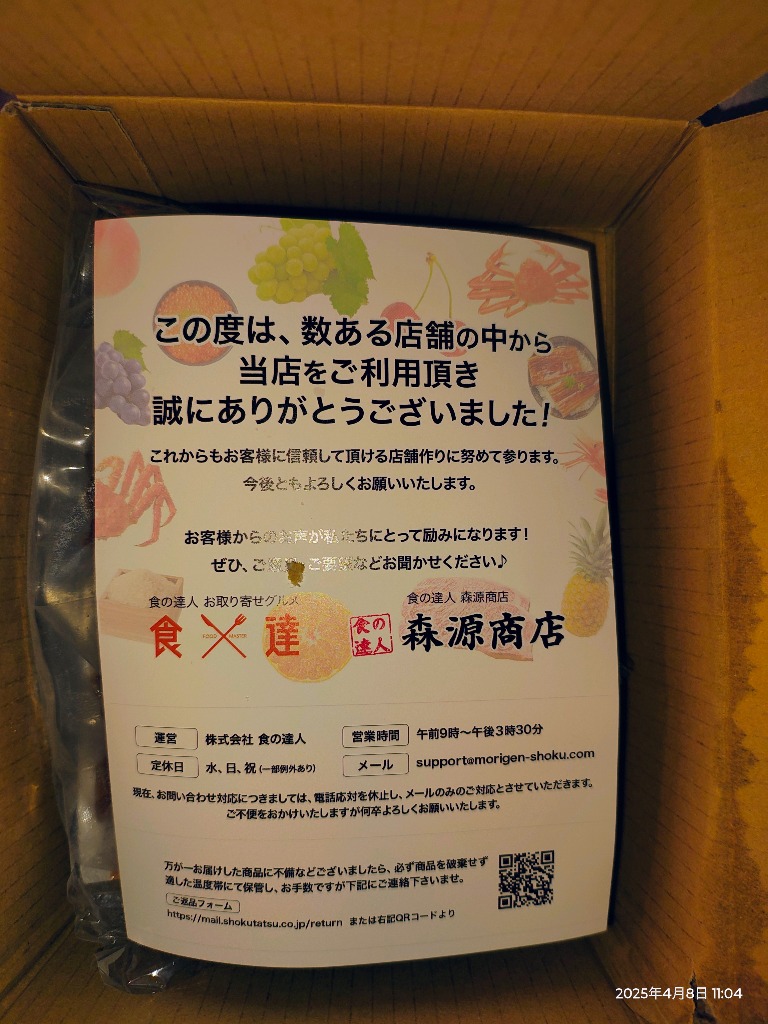 この度は、数ある店舗の中から
当店をご利用頂き
誠にありがとうございました!
これからもお客様に信頼して頂ける店舗作りに努めて参ります。
今後ともよろしくお願いいたします。
お客様からのお声が私たちにとって励みになります!
ぜひ、ご感想、ご要望などお聞かせください♪
食の達人 お取り寄せグルメ
食 FOOD MASTER 達
食の達人 森源商店
食の達人 森源商店
運営 株式会社 食の達人
営業時間 午前9時〜午後3時30分
定休日 水、日、祝(一部例外あり)
メール support@morigen-shoku.com
現在、お問い合わせ対応につきましては、電話応対を休止し、メールのみのご対応とさせていただきます。
ご不便をおかけいたしますが何卒よろしくお願いいたします。
万が一お届けした商品に不備などございましたら、必ず商品を破棄せず
適した温度帯にて保管し、お手数ですが下記にご連絡下さいませ。
ご返品フォーム
https://mail.shokutatsu.co.jp/return または右記QRコードより
2025年4月8日 11:04